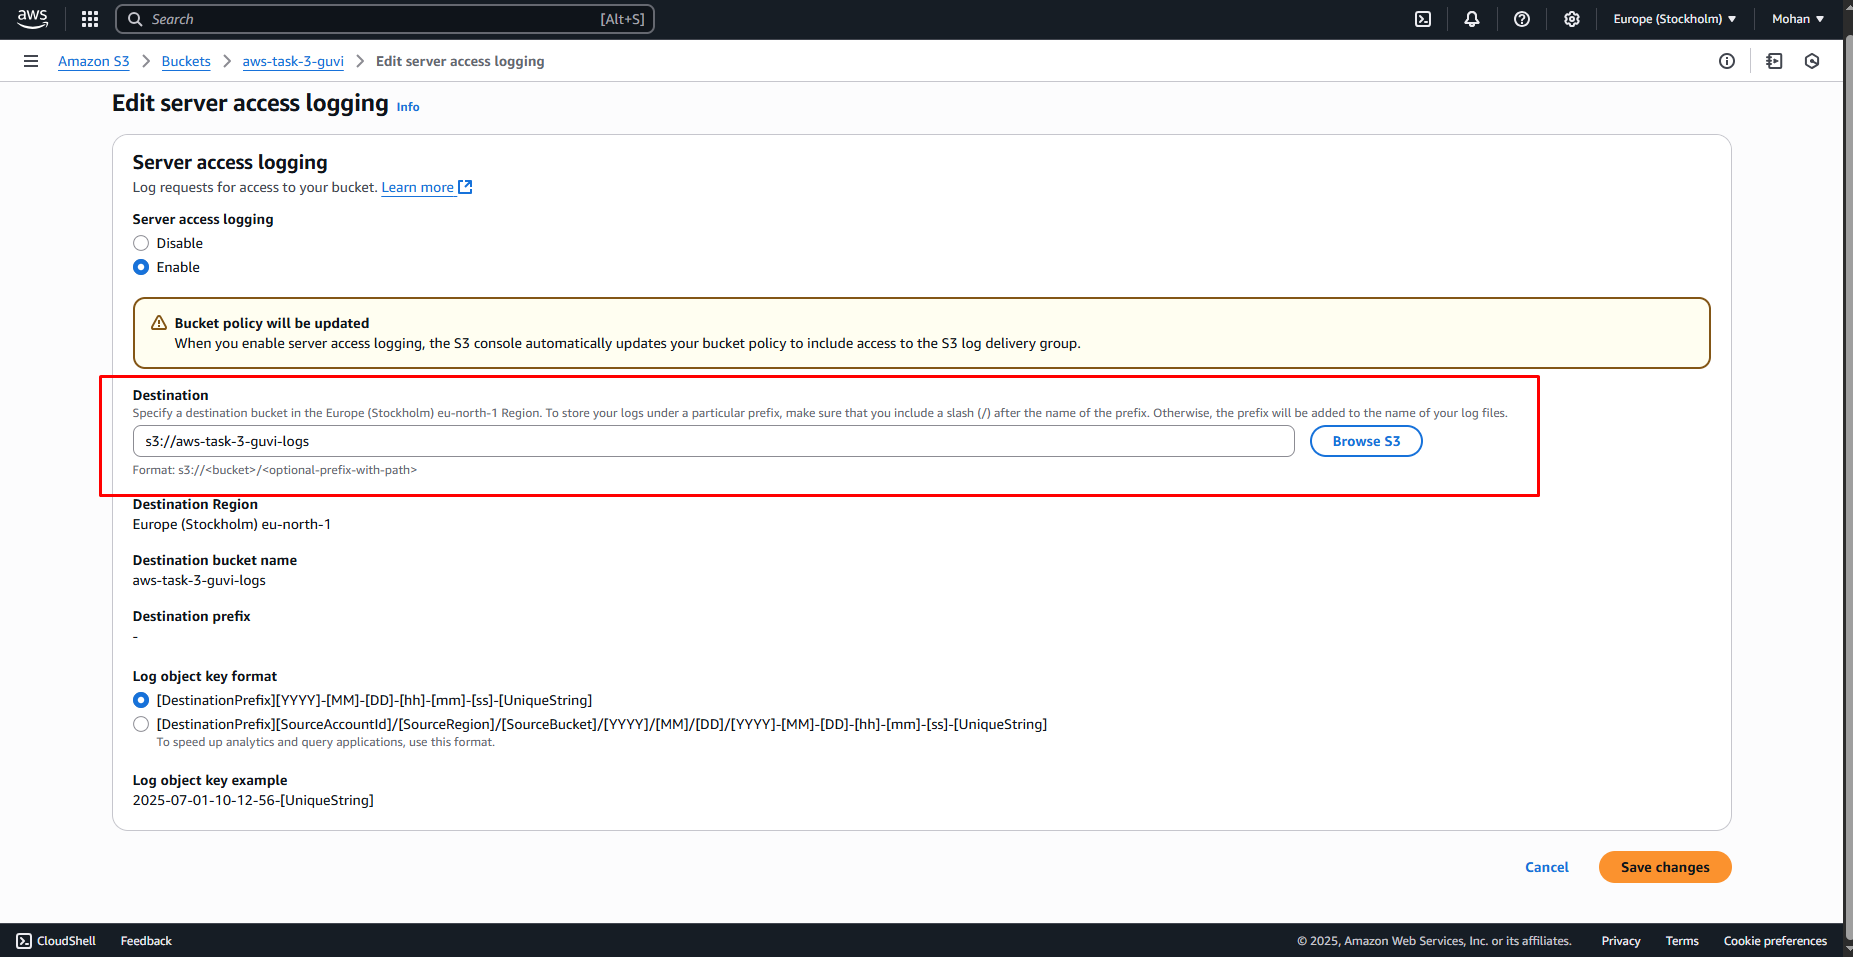 aws
Search [Alt+S]
Europe (Stockholm) Mohan
Amazon S3 Buckets aws-task-3-guvi Edit server access logging
Edit server access logging Info
Server access logging
Log requests for access to your bucket. Learn more
Server access logging
Disable
Enable
Bucket policy will be updated
When you enable server access logging, the S3 console automatically updates your bucket policy to include access to the S3 log delivery group.
Destination
Specify a destination bucket in the Europe (Stockholm) eu-north-1 Region. To store your logs under a particular prefix, make sure that you include a slash (/) after the name of the prefix. Otherwise, the prefix will be added to the name of your log files.
s3://aws-task-3-guvi-logs Browse S3
Format: s3://<bucket>/<optional-prefix-with-path>
Destination Region
Europe (Stockholm) eu-north-1
Destination bucket name
aws-task-3-guvi-logs
Destination prefix
-
Log object key format
[DestinationPrefix][YYYY]-[MM]-[DD]-[hh]-[mm]-[ss]-[UniqueString]
[DestinationPrefix][SourceAccountId]/[SourceRegion]/[SourceBucket]/[YYYY]/[MM]/[DD]/[YYYY]-[MM]-[DD]-[hh]-[mm]-[ss]-[UniqueString]
To speed up analytics and query applications, use this format.
Log object key example
2025-07-01-10-12-56-[UniqueString]
Cancel Save changes
CloudShell Feedback © 2025, Amazon Web Services, Inc. or its affiliates. Privacy Terms Cookie preferences